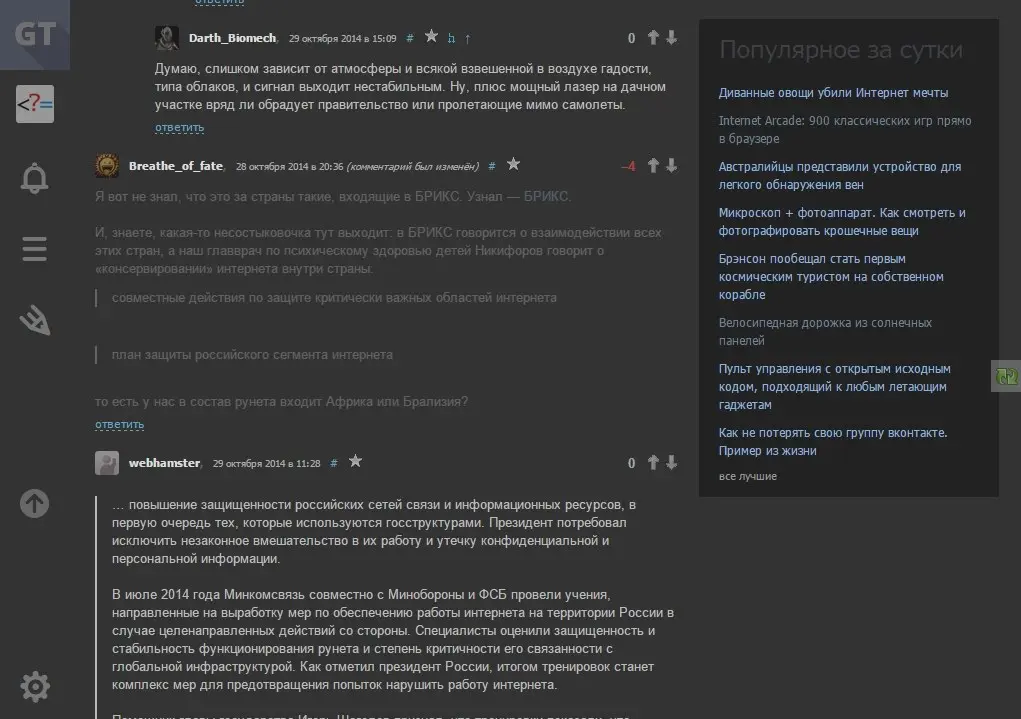 ответить
GT
<?=
Darth_Biomech, 29 октября 2014 в 15:09 # ↑ 0
Думаю, слишком зависит от атмосферы и всякой взвешенной в воздухе гадости,
типа облаков, и сигнал выходит нестабильным. Ну, плюс мощный лазер на дачном
участке вряд ли обрадует правительство или пролетающие мимо самолеты.
ответить
Breathe_of_fate, 28 октября 2014 в 20:36 (комментарий был изменён) # –4
Я вот не знал, что это за страны такие, входящие в БРИКС. Узнал — БРИКС.
И, знаете, какая-то несостыковочка тут выходит: в БРИКС говорится о взаимодействии всех
этих стран, а наш главврач по психическому здоровью детей Никифоров говорит о
«консервировании» интернета внутри страны.
совместные действия по защите критически важных областей интернета
план защиты российского сегмента интернета
то есть у нас в состав рунета входит Африка или Брализия?
ответить
webhamster, 29 октября 2014 в 11:28 # 0
… повышение защищенности российских сетей связи и информационных ресурсов, в
первую очередь тех, которые используются госструктурами. Президент потребовал
исключить незаконное вмешательство в их работу и утечку конфиденциальной и
персональной информации.
В июле 2014 года Минкомсвязь совместно с Минобороны и ФСБ провели учения,
направленные на выработку мер по обеспечению работы интернета на территории России в
случае целенаправленных действий со стороны. Специалисты оценили защищенность и
стабильность функционирования рунета и степень критичности его связанности с
глобальной инфраструктурой. Как отметил президент России, итогом тренировок станет
комплекс мер для предотвращения попыток нарушить работу интернета.
Популярное за сутки
Диванные овощи убили Интернет мечты
Internet Arcade: 900 классических игр прямо
в браузере
Австралийцы представили устройство для
легкого обнаружения вен
Микроскоп + фотоаппарат. Как смотреть и
фотографировать крошечные вещи
Брэнсон пообещал стать первым
космическим туристом на собственном
корабле
Велосипедная дорожка из солнечных
панелей
Пульт управления с открытым исходным
кодом, подходящий к любым летающим
гаджетам
Как не потерять свою группу вконтакте.
Пример из жизни
все лучшие